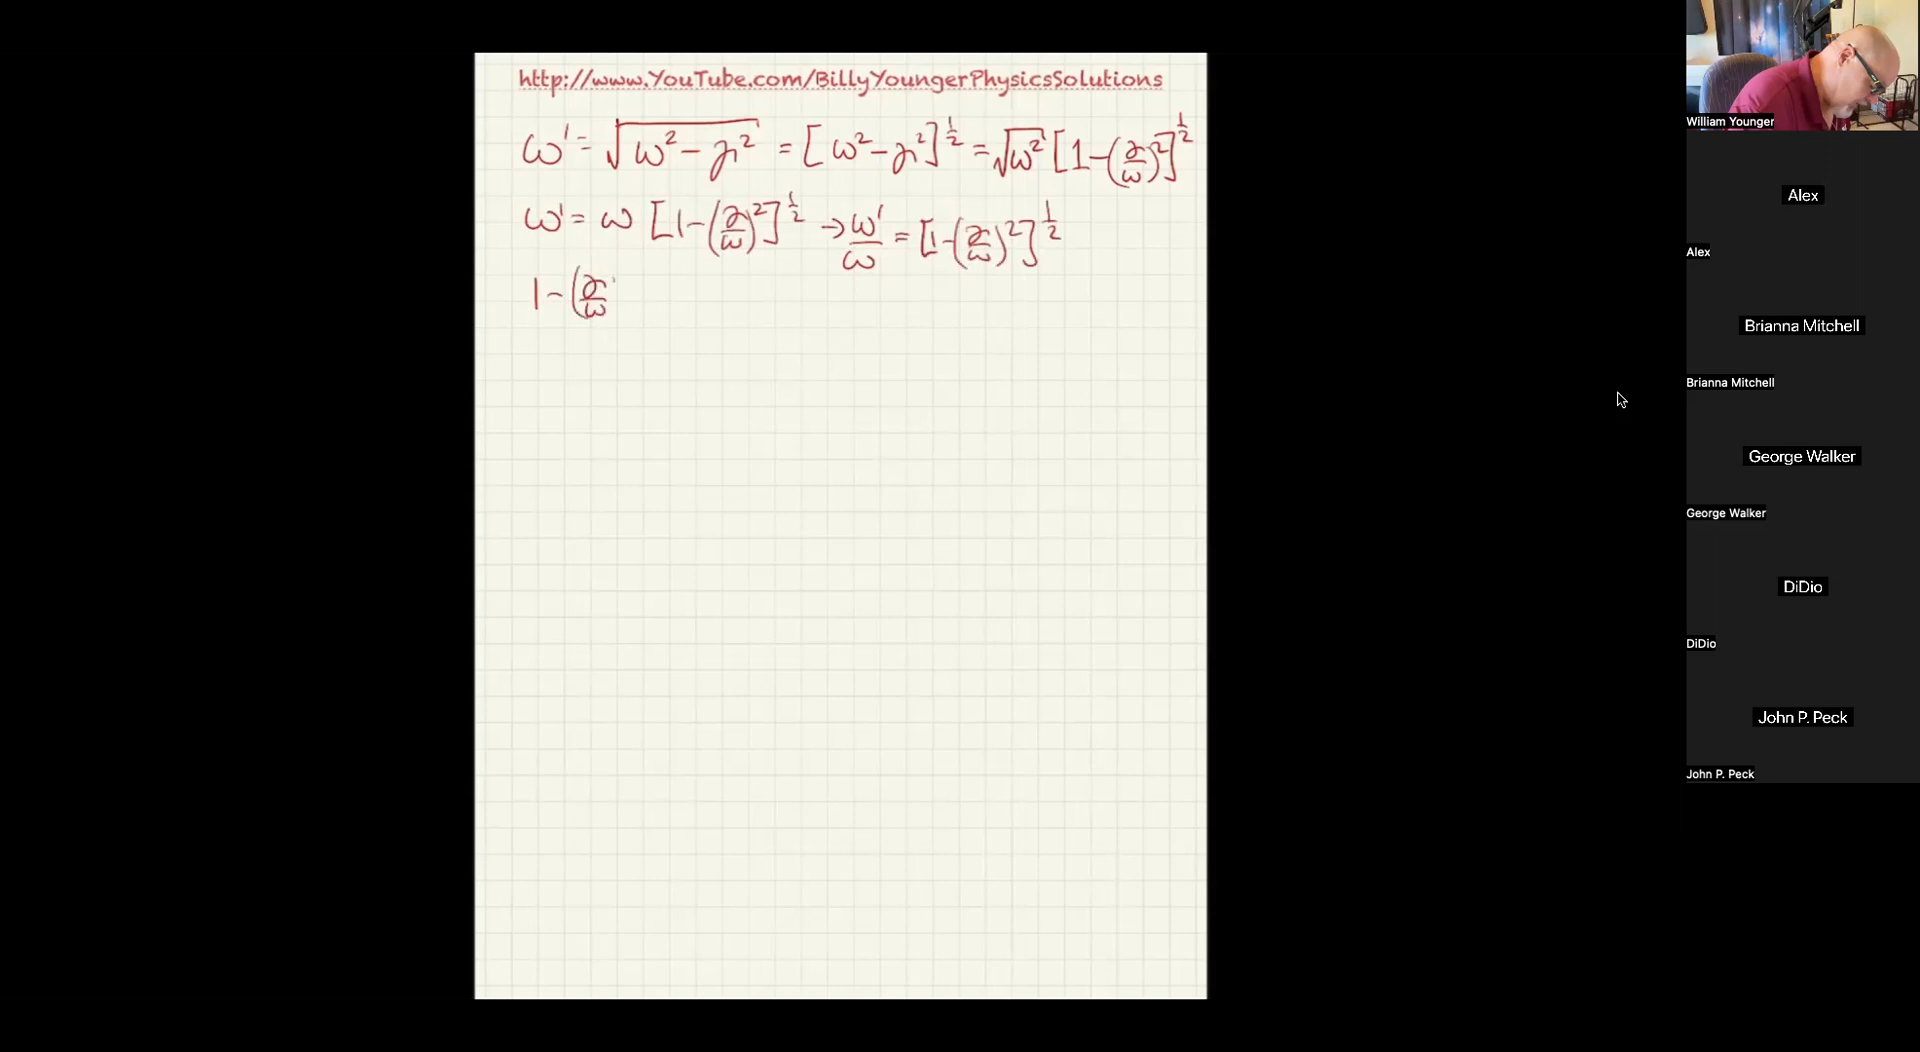 http://www.YouTube.com/BillyYoungerPhysicsSolutions
ω' = √(ω² - γ²) = [ω² - γ²]^½ = √ω² [1 - (γ/ω)²]^½
ω' = ω [1 - (γ/ω)²]^½ → ω'/ω = [1 - (γ/ω)²]^½
1 - (γ/ω
William Younger
Alex
Alex
Brianna Mitchell
Brianna Mitchell
George Walker
George Walker
DiDio
DiDio
John P. Peck
John P. Peck